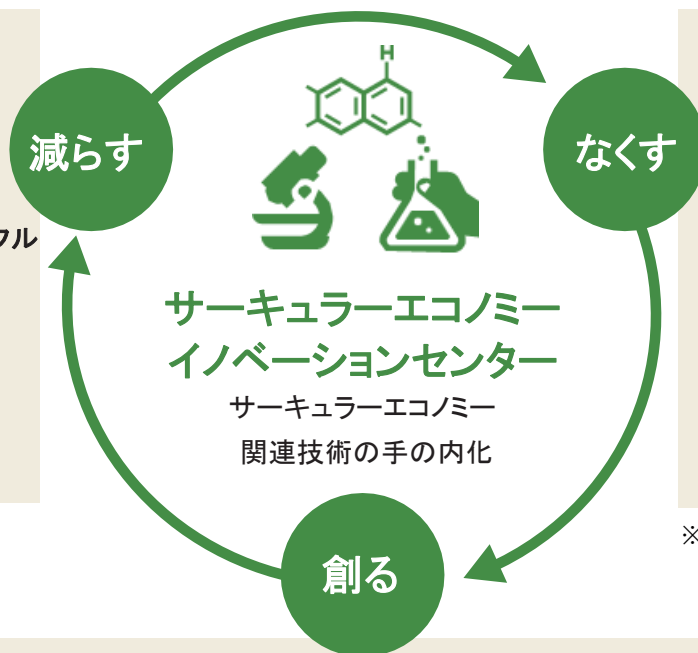 H
減らす
なくす
クル
サーキュラーエコノミー
イノベーションセンター
サーキュラーエコノミー
関連技術の手の内化
※
創る